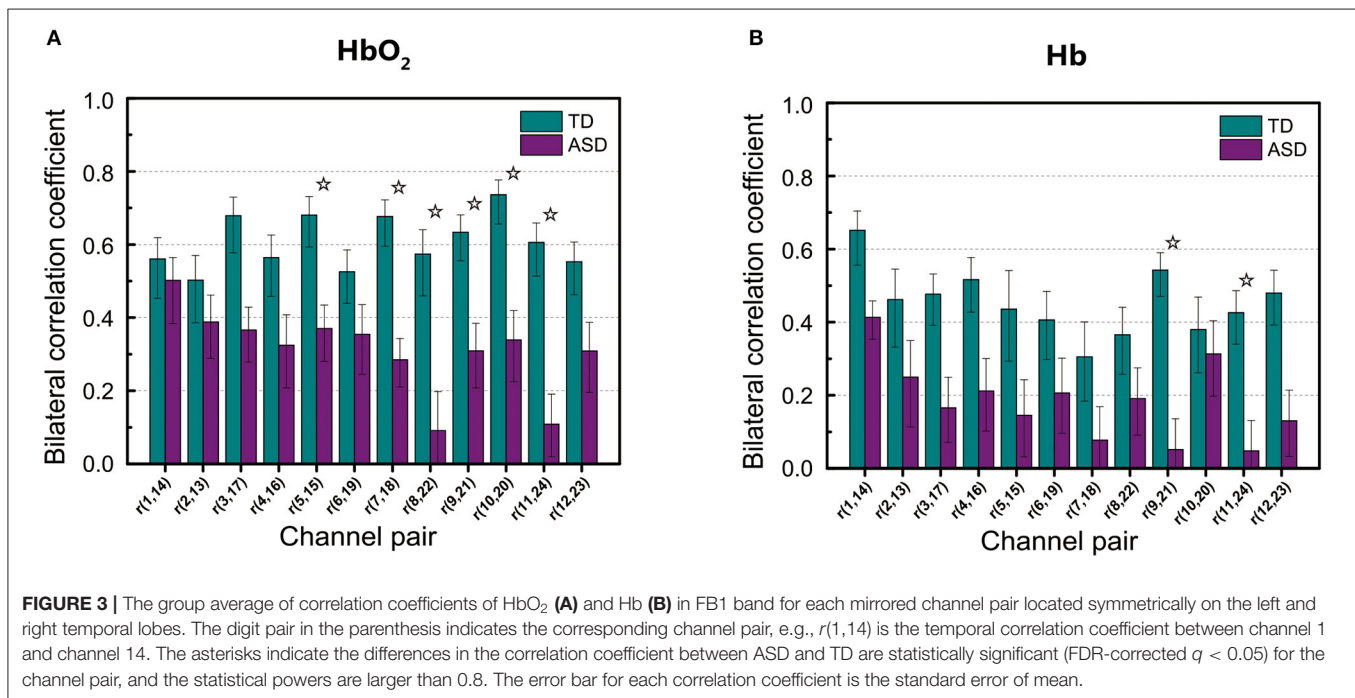 A
HbO₂
Bilateral correlation coefficient
1.0
0.8
0.6
0.4
0.2
0.0
TD
ASD
☆ ☆ ☆ ☆ ☆ ☆
r(1,14) r(2,13) r(3,17) r(4,16) r(5,15) r(6,19) r(7,18) r(8,22) r(9,21) r(10,20) r(11,24) r(12,23)
Channel pair
B
Hb
Bilateral correlation coefficient
1.0
0.8
0.6
0.4
0.2
0.0
TD
ASD
☆ ☆
r(1,14) r(2,13) r(3,17) r(4,16) r(5,15) r(6,19) r(7,18) r(8,22) r(9,21) r(10,20) r(11,24) r(12,23)
Channel pair
FIGURE 3 | The group average of correlation coefficients of HbO₂ (A) and Hb (B) in FB1 band for each mirrored channel pair located symmetrically on the left and
right temporal lobes. The digit pair in the parenthesis indicates the corresponding channel pair, e.g., r(1,14) is the temporal correlation coefficient between channel 1
and channel 14. The asterisks indicate the differences in the correlation coefficient between ASD and TD are statistically significant (FDR-corrected q < 0.05) for the
channel pair, and the statistical powers are larger than 0.8. The error bar for each correlation coefficient is the standard error of mean.